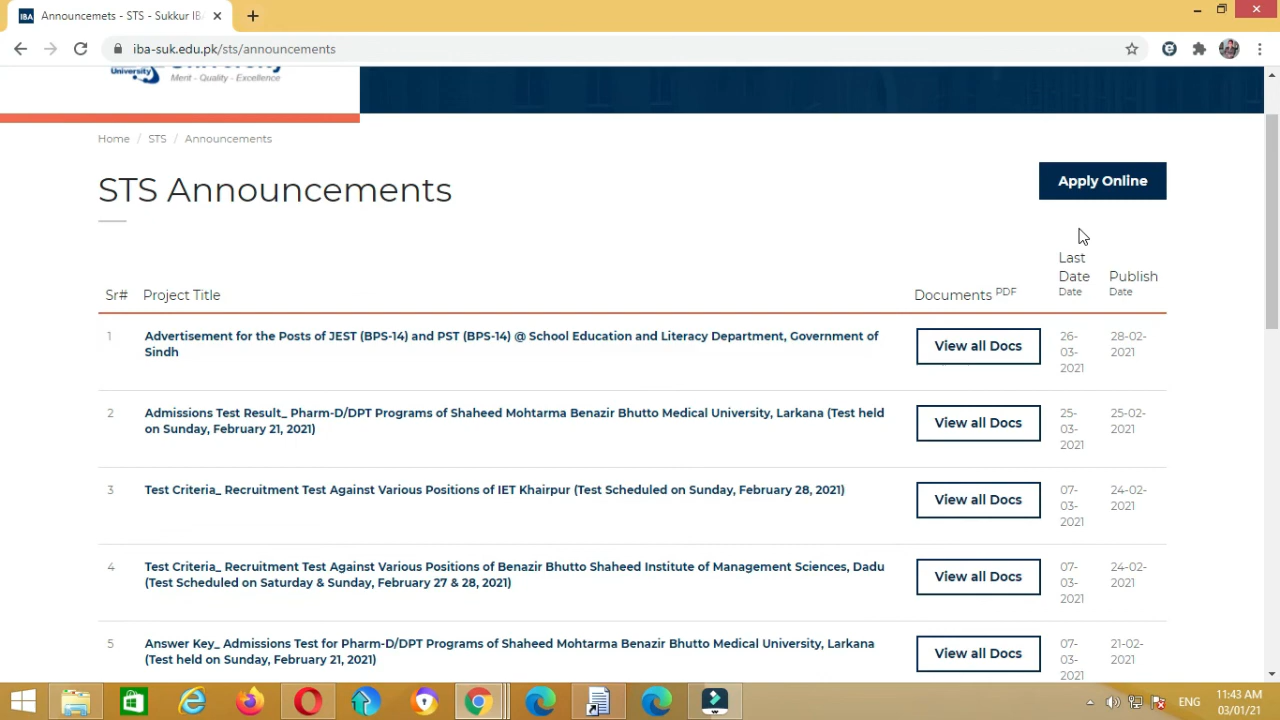 IBA Announcemets - STS - Sukkur IB
iba-suk.edu.pk/sts/announcements
University
Merit - Quality - Excellence
Home / STS / Announcements
STS Announcements
Apply Online
Sr# Project Title Documents PDF Last Date Date Publish Date
1 Advertisement for the Posts of JEST (BPS-14) and PST (BPS-14) @ School Education and Literacy Department, Government of
Sindh
View all Docs
26-
03-
2021
28-02-
2021
2 Admissions Test Result_ Pharm-D/DPT Programs of Shaheed Mohtarma Benazir Bhutto Medical University, Larkana (Test held
on Sunday, February 21, 2021)
View all Docs
25-
03-
2021
25-02-
2021
3 Test Criteria_ Recruitment Test Against Various Positions of IET Khairpur (Test Scheduled on Sunday, February 28, 2021)
View all Docs
07-
03-
2021
24-02-
2021
4 Test Criteria_ Recruitment Test Against Various Positions of Benazir Bhutto Shaheed Institute of Management Sciences, Dadu
(Test Scheduled on Saturday & Sunday, February 27 & 28, 2021)
View all Docs
07-
03-
2021
24-02-
2021
5 Answer Key_ Admissions Test for Pharm-D/DPT Programs of Shaheed Mohtarma Benazir Bhutto Medical University, Larkana
(Test held on Sunday, February 21, 2021)
View all Docs
07-
03-
2021
21-02-
2021
ENG
11:43 AM
03/01/21